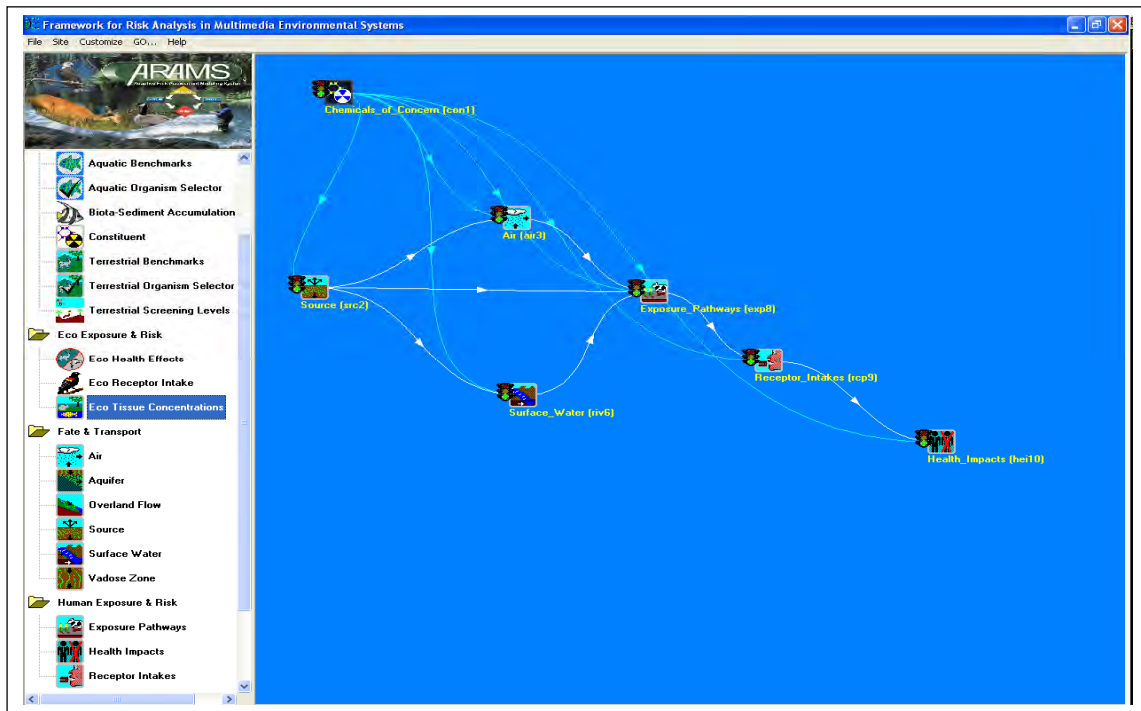 Framework for Risk Analysis in Multimedia Environmental Systems
File Site Customize GO... Help
ARAMS
Aquatic Benchmarks
Aquatic Organism Selector
Biota-Sediment Accumulation
Constituent
Terrestrial Benchmarks
Terrestrial Organism Selector
Terrestrial Screening Levels
Eco Exposure & Risk
Eco Health Effects
Eco Receptor Intake
Eco Tissue Concentrations
Fate & Transport
Air
Aquifer
Overland Flow
Source
Surface Water
Vadose Zone
Human Exposure & Risk
Exposure Pathways
Health Impacts
Receptor Intakes
Chemicals_of_Concern (con1)
Air (air3)
Source (src2)
Exposure_Pathways (exp8)
Receptor_Intakes (rcp9)
Surface_Water (riv6)
Health_Impacts (hei10)